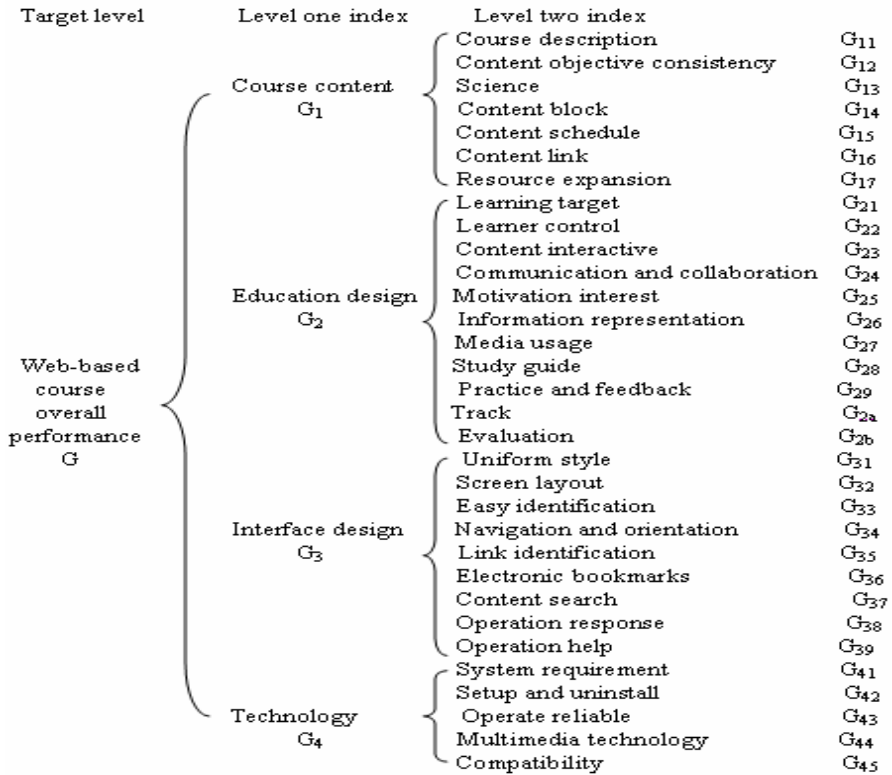 Target level Level one index Level two index
Course description G11
Content objective consistency G12
Course content Science G13
G1 Content block G14
Content schedule G15
Content link G16
Resource expansion G17
Learning target G21
Learner control G22
Content interactive G23
Communication and collaboration G24
Education design Motivation interest G25
G2 Information representation G26
Media usage G27
Web-based Study guide G28
course Practice and feedback G29
overall Track G2a
performance Evaluation G2b
G Uniform style G31
Screen layout G32
Easy identification G33
Interface design Navigation and orientation G34
G3 Link identification G35
Electronic bookmarks G36
Content search G37
Operation response G38
Operation help G39
System requirement G41
Setup and uninstall G42
Technology Operate reliable G43
G4 Multimedia technology G44
Compatibility G45